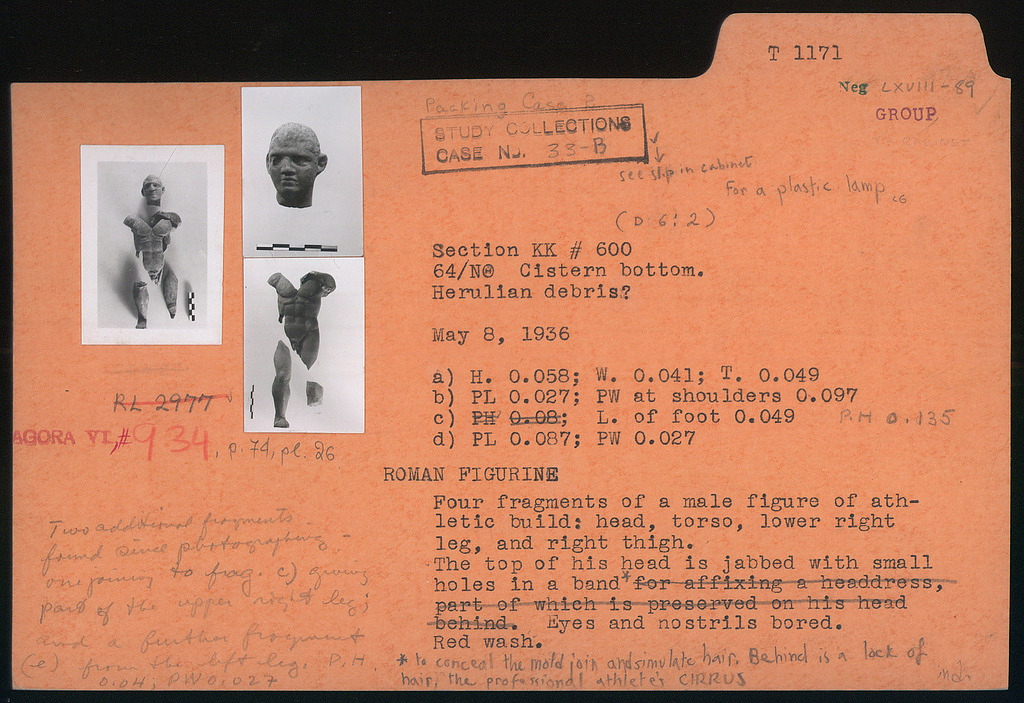 T 1171
Neg LXVIII-89
GROUP
Packing Case B
STUDY COLLECTIONS
CASE NO. 33-B
see slip in cabinet
For a plastic lamp CG
(D 6:2)
Section KK # 600
64/NΘ Cistern bottom.
Herulian debris?
May 8, 1936
a) H. 0.058; W. 0.041; T. 0.049
b) PL 0.027; PW at shoulders 0.097
c) PH 0.08; L. of foot 0.049 P.H 0.135
d) PL 0.087; PW 0.027
RL 2977
AGORA VI, #934, p. 74, pl. 26
ROMAN FIGURINE
Four fragments of a male figure of ath-
letic build: head, torso, lower right
leg, and right thigh.
The top of his head is jabbed with small
holes in a band* for affixing a headdress,
part of which is preserved on his head
behind. Eyes and nostrils bored.
Red wash.
* to conceal the mold join and simulate hair. Behind is a lock of
hair, the professional athlete's CIRRUS
Two additional fragments
found since photographing -
one joining to frag. c) giving
part of the upper right leg;
and a further fragment
(e) from the left leg. P.H.
0.04; PW 0.027